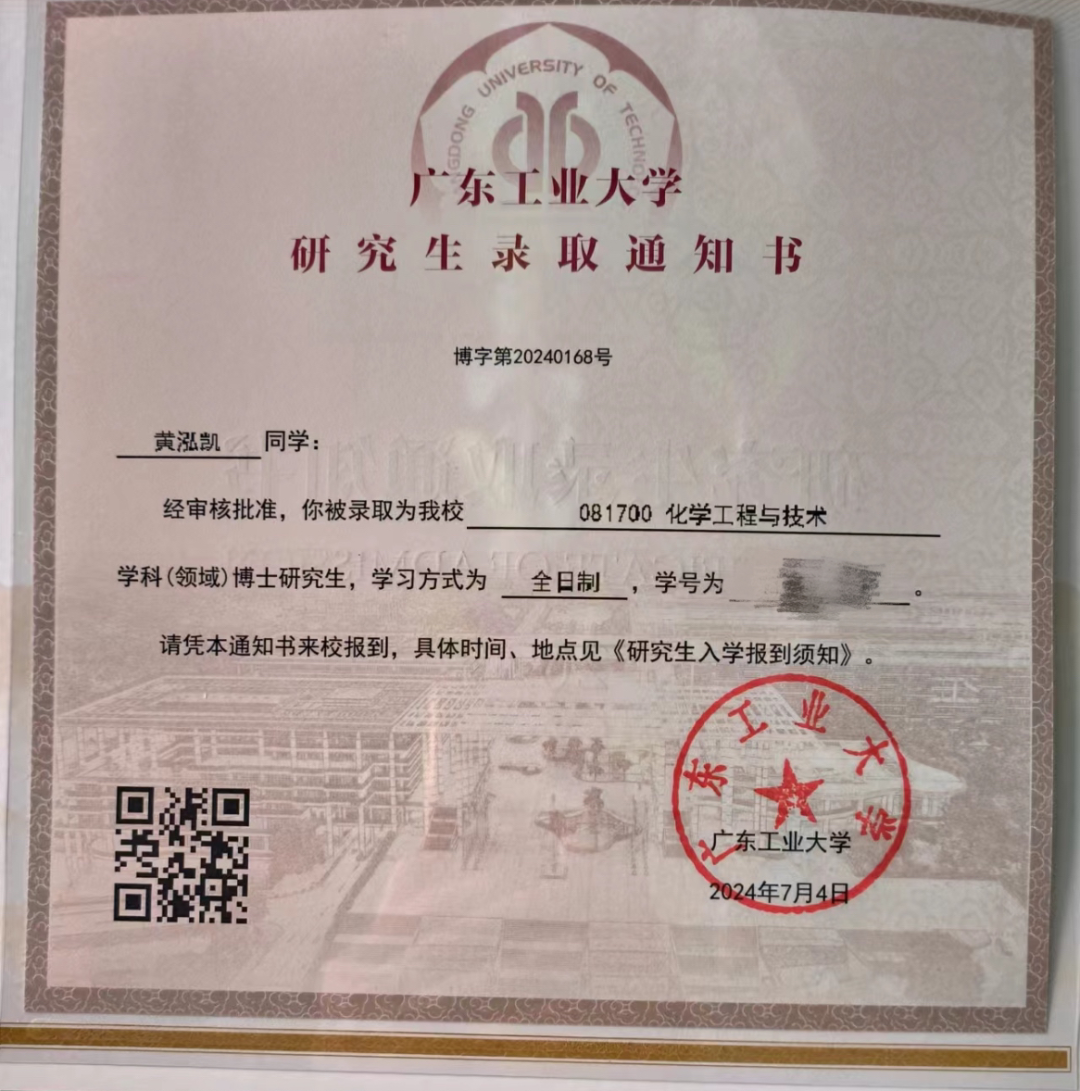 UNIVERSITY OF
广东工业大学
研究生录取通知书
博字第20240168号
黄泓凯 同学：
经审核批准，你被录取为我校 081700 化学工程与技术
学科(领域)博士研究生，学习方式为 全日制 ，学号为 。
请凭本通知书来校报到，具体时间、地点见《研究生入学报到须知》。
广东工业大学
广东工业大学
2024年7月4日